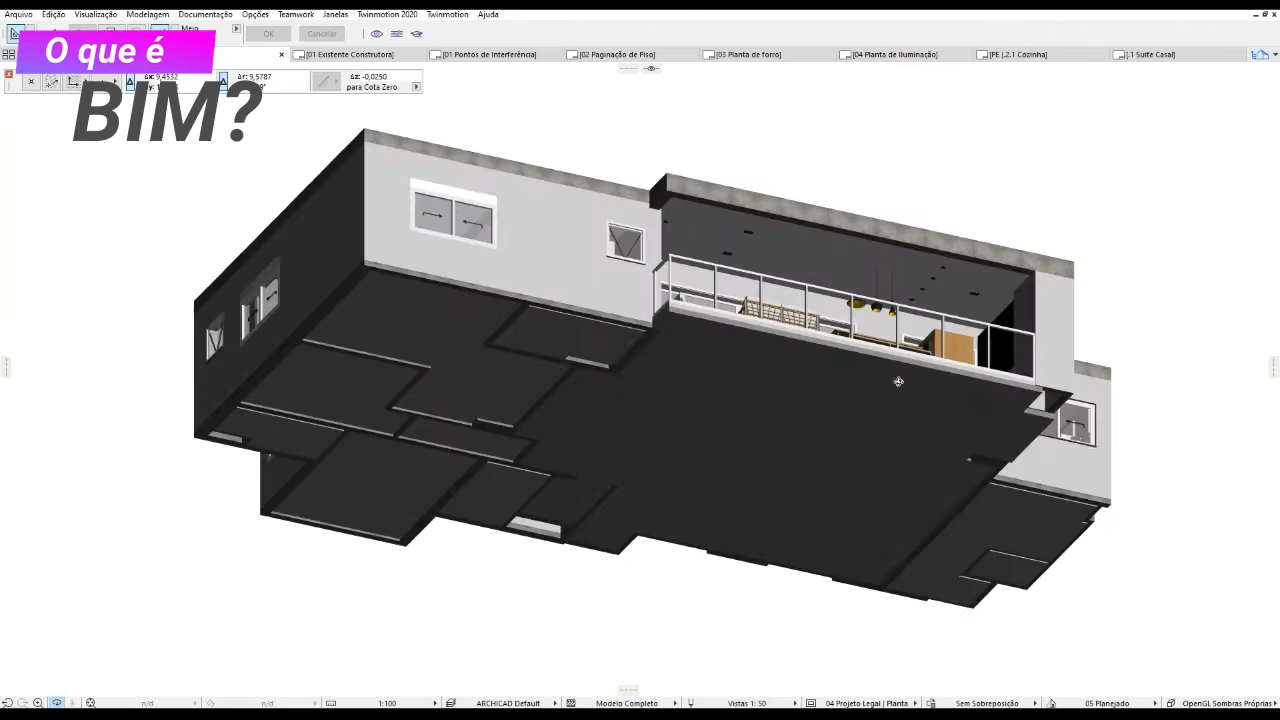 Arquivo Edição Visualização Modelagem Documentação Opções Teamwork Janelas Twinmotion 2020 Twinmotion Ajuda
Meio
OK Cancelar
O que é
BIM?
[01 Existente Construtora] [01 Pontos de Interferência] [02 Paginação de Piso] [03 Planta de forro] [04 Planta de Iluminação] [PE |.2.1 Cozinha] [.1 Suíte Casal]
Δx: 9,4532 Δr: 9,5787 Δz: -0,0250
para Cota Zero
n/d n/d 1:100 ARCHICAD Default Modelo Completo Vistas 1: 50 04 Projeto Legal | Planta Sem Sobreposição 05 Planejado OpenGL Sombras Próprias